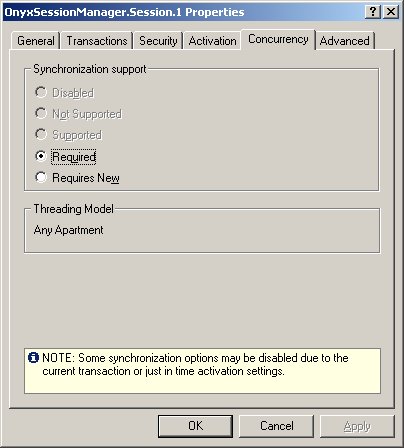 OnyxSessionManager.Session.1 Properties
General Transactions Security Activation Concurrency Advanced
Synchronization support
Disabled
Not Supported
Supported
Required
Requires New
Threading Model
Any Apartment
NOTE: Some synchronization options may be disabled due to the
current transaction or just in time activation settings.
OK Cancel Apply